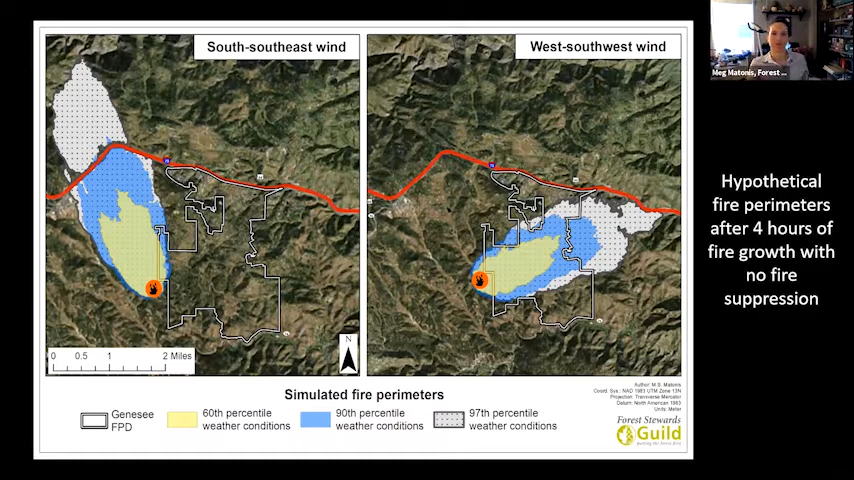 South-southeast wind
West-southwest wind
Meg Matonis, Forest ...
Hypothetical
fire perimeters
after 4 hours of
fire growth with
no fire
suppression
0 0.5 1 2 Miles
N
Simulated fire perimeters
Genesee
FPD
60th percentile
weather conditions
90th percentile
weather conditions
97th percentile
weather conditions
Author: M.S. Matonis
Coord. Sys.: NAD 1983 UTM Zone 13N
Projection: Transverse Mercator
Datum: North American 1983
Units: Meter
Forest Stewards
Guild